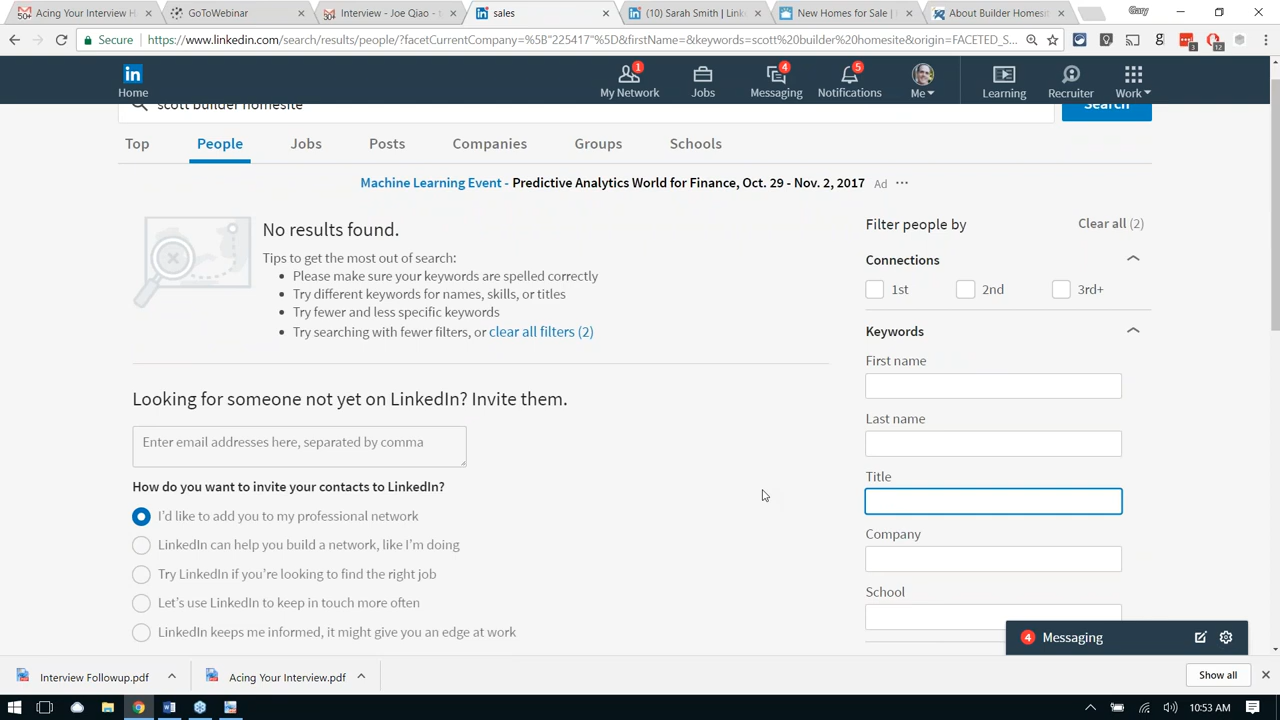 Acing Your Interview H
GoToWebinar
Interview - Joe Qiao - t
sales
(10) Sarah Smith | Link
New Homes for Sale |
About Builder Homesit
Gary
Secure
https://www.linkedin.com/search/results/people/?facetCurrentCompany=%5B"225417"%5D&firstName=&keywords=scott%20builder%20homesite&origin=FACETED_S...
3
12
in
1
4
5
Home
My Network
Jobs
Messaging
Notifications
Me
Learning
Recruiter
Work
scott builder homesite
Search
Top
People
Jobs
Posts
Companies
Groups
Schools
Machine Learning Event - Predictive Analytics World for Finance, Oct. 29 - Nov. 2, 2017 Ad ...
No results found.
Tips to get the most out of search:
• Please make sure your keywords are spelled correctly
• Try different keywords for names, skills, or titles
• Try fewer and less specific keywords
• Try searching with fewer filters, or clear all filters (2)
Filter people by
Clear all (2)
Connections
1st
2nd
3rd+
Keywords
First name
Last name
Title
Company
School
Looking for someone not yet on LinkedIn? Invite them.
Enter email addresses here, separated by comma
How do you want to invite your contacts to LinkedIn?
I'd like to add you to my professional network
LinkedIn can help you build a network, like I'm doing
Try LinkedIn if you're looking to find the right job
Let's use LinkedIn to keep in touch more often
LinkedIn keeps me informed, it might give you an edge at work
4 Messaging
Interview Followup.pdf
Acing Your Interview.pdf
Show all
10:53 AM